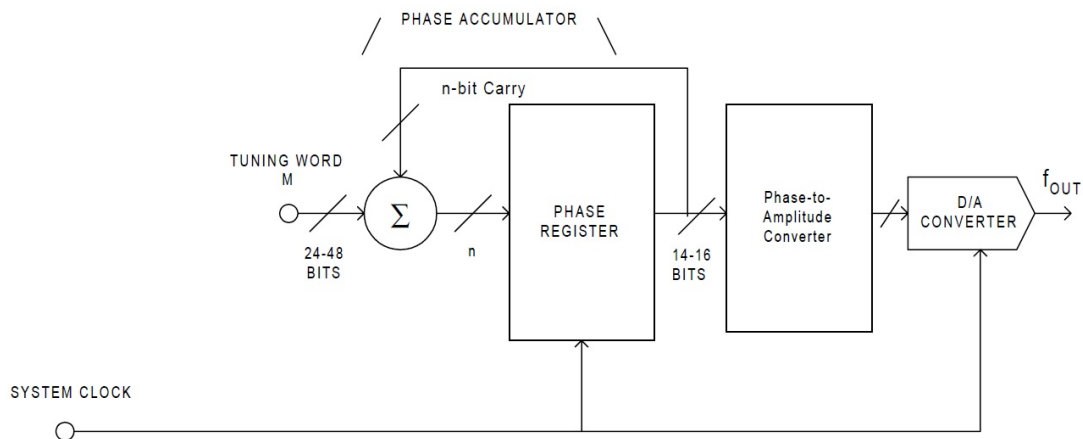 PHASE ACCUMULATOR
n-bit Carry
TUNING WORD
M
Σ
24-48
BITS
n
PHASE
REGISTER
14-16
BITS
Phase-to-
Amplitude
Converter
D/A
CONVERTER
fOUT
SYSTEM CLOCK